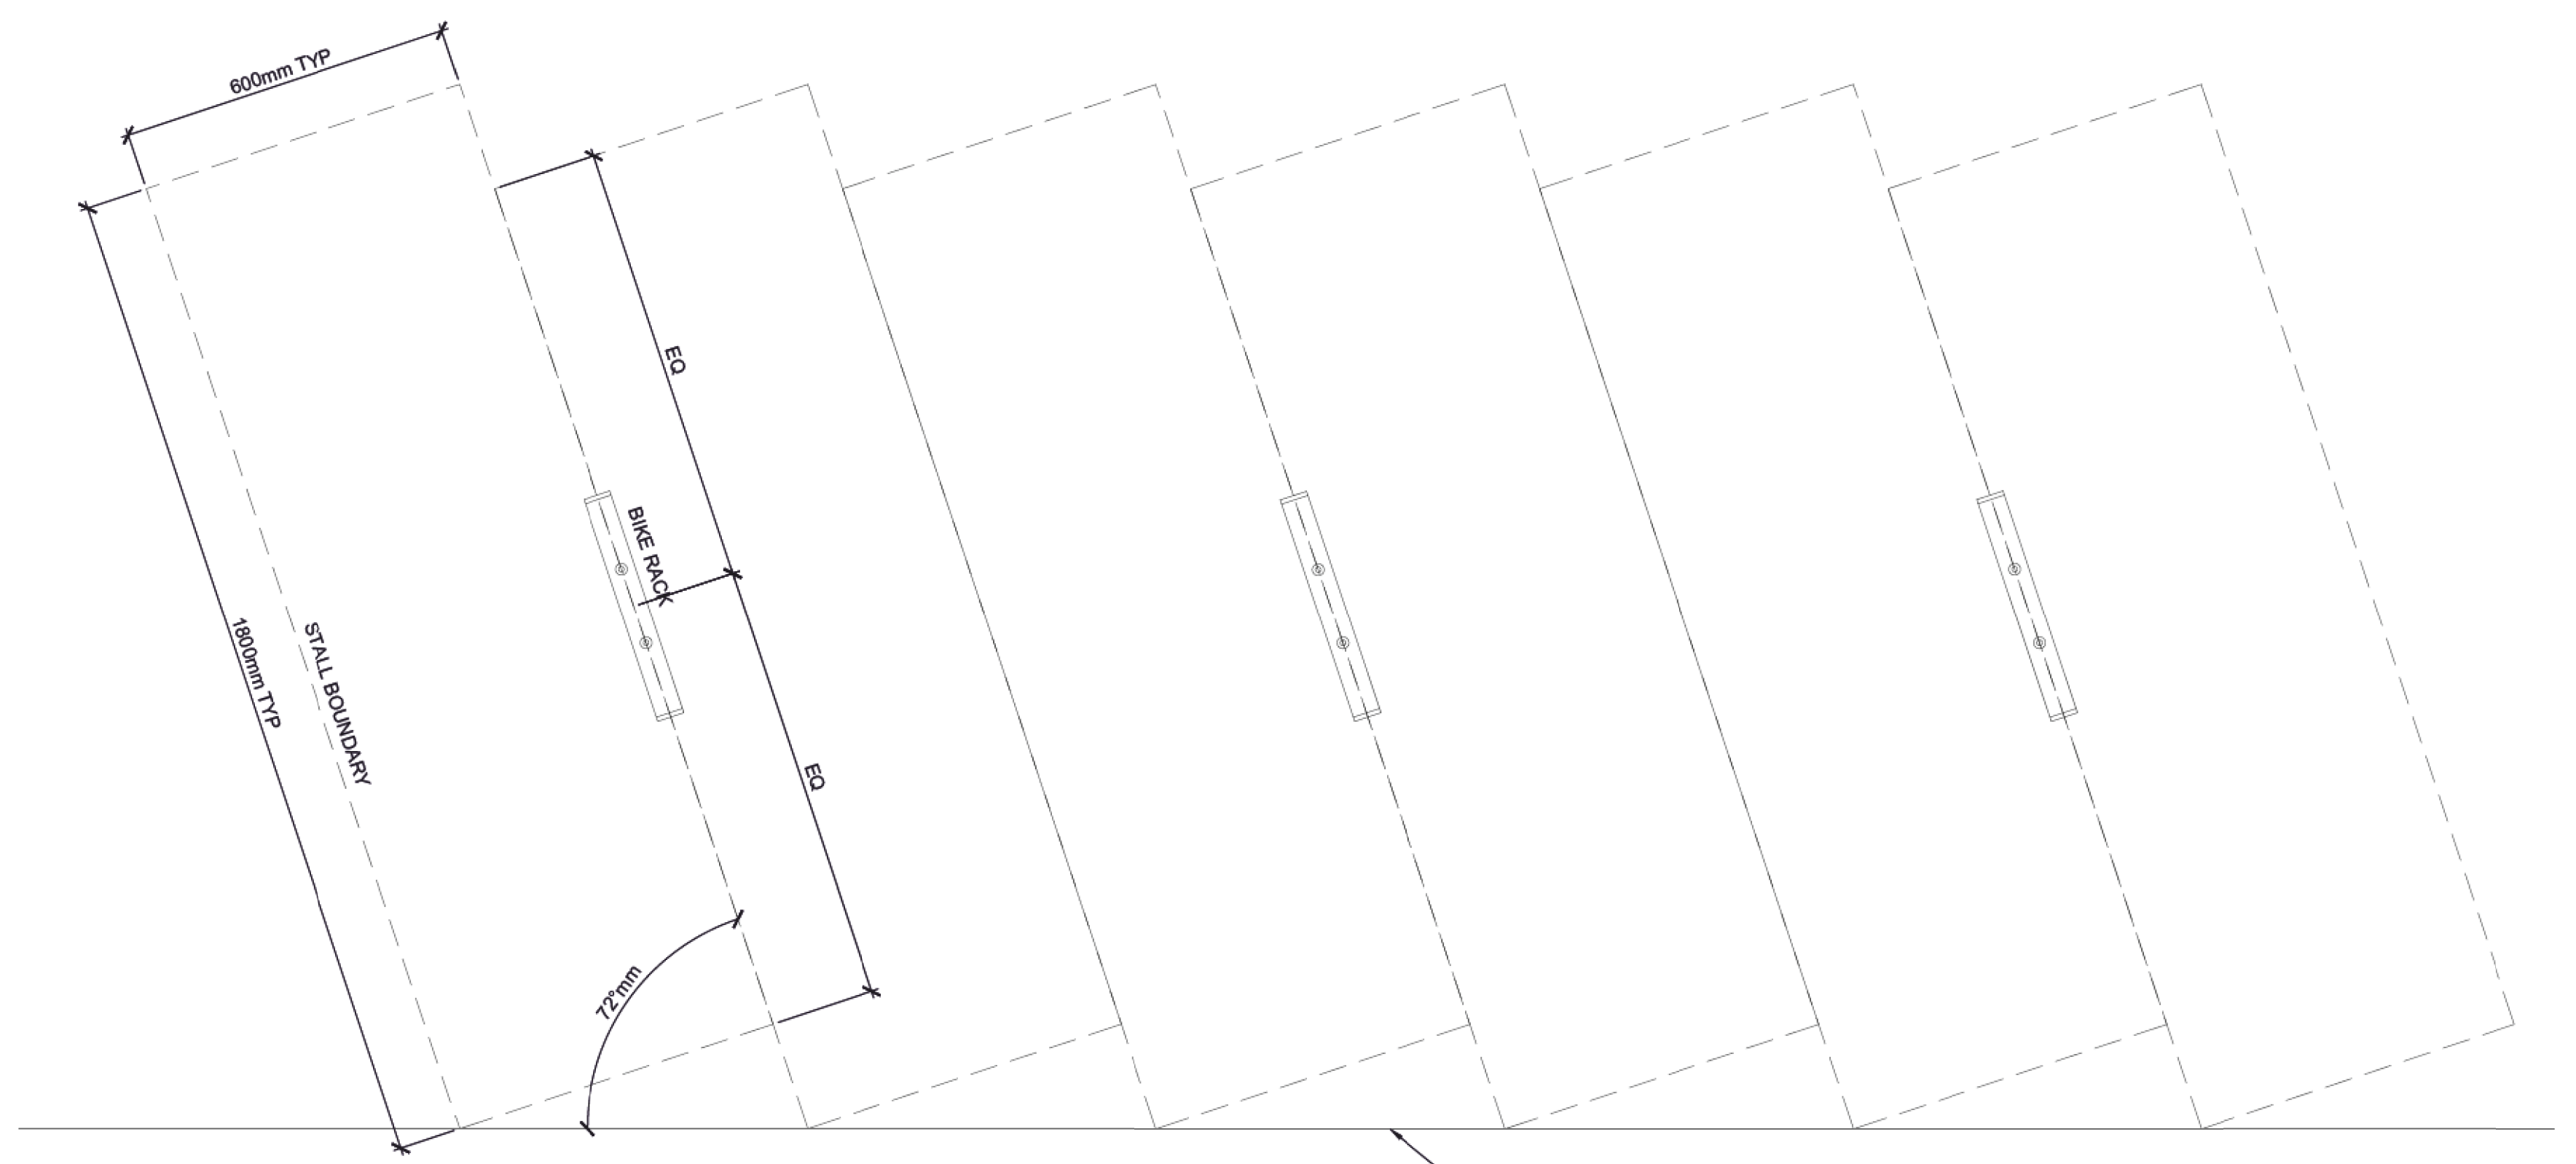 600mm TYP
EQ
BIKE RACK
1800mm TYP
STALL BOUNDARY
EQ
72°mm